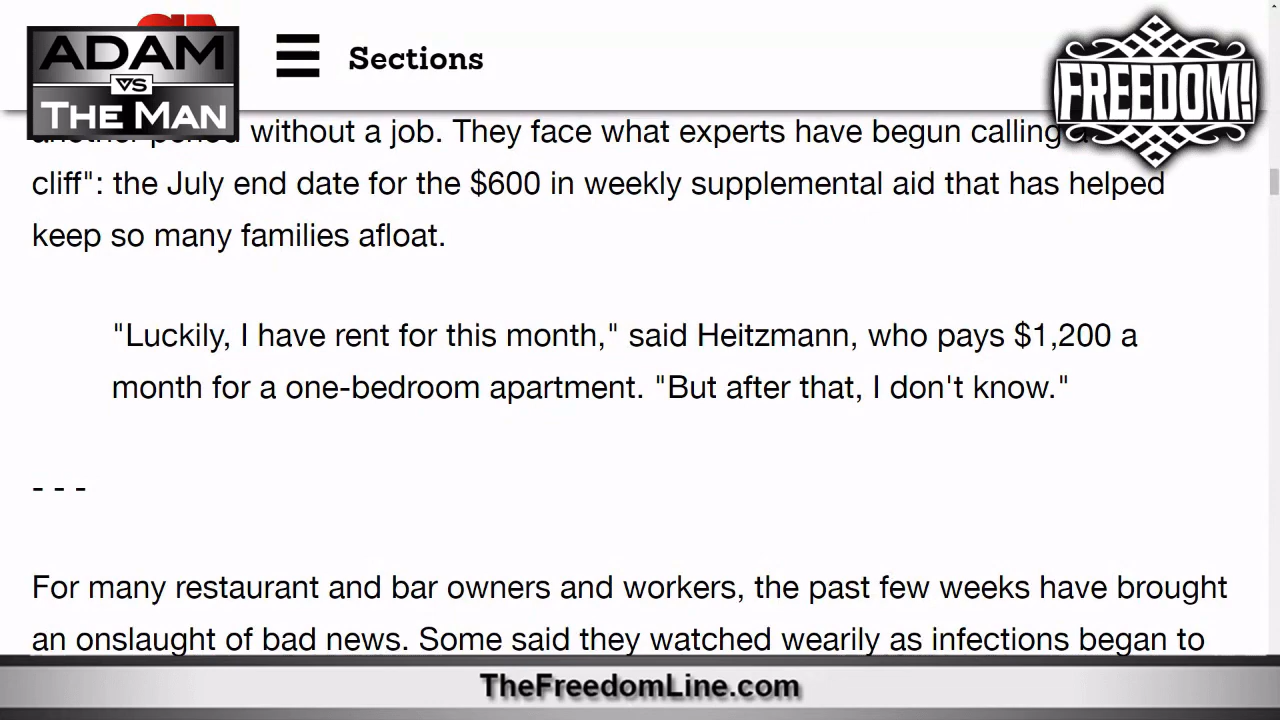 ADAM
VS
THE MAN
Sections
FREEDOM!
without a job. They face what experts have begun calling
cliff": the July end date for the $600 in weekly supplemental aid that has helped
keep so many families afloat.
"Luckily, I have rent for this month," said Heitzmann, who pays $1,200 a
month for a one-bedroom apartment. "But after that, I don't know."
- - -
For many restaurant and bar owners and workers, the past few weeks have brought
an onslaught of bad news. Some said they watched wearily as infections began to
TheFreedomLine.com